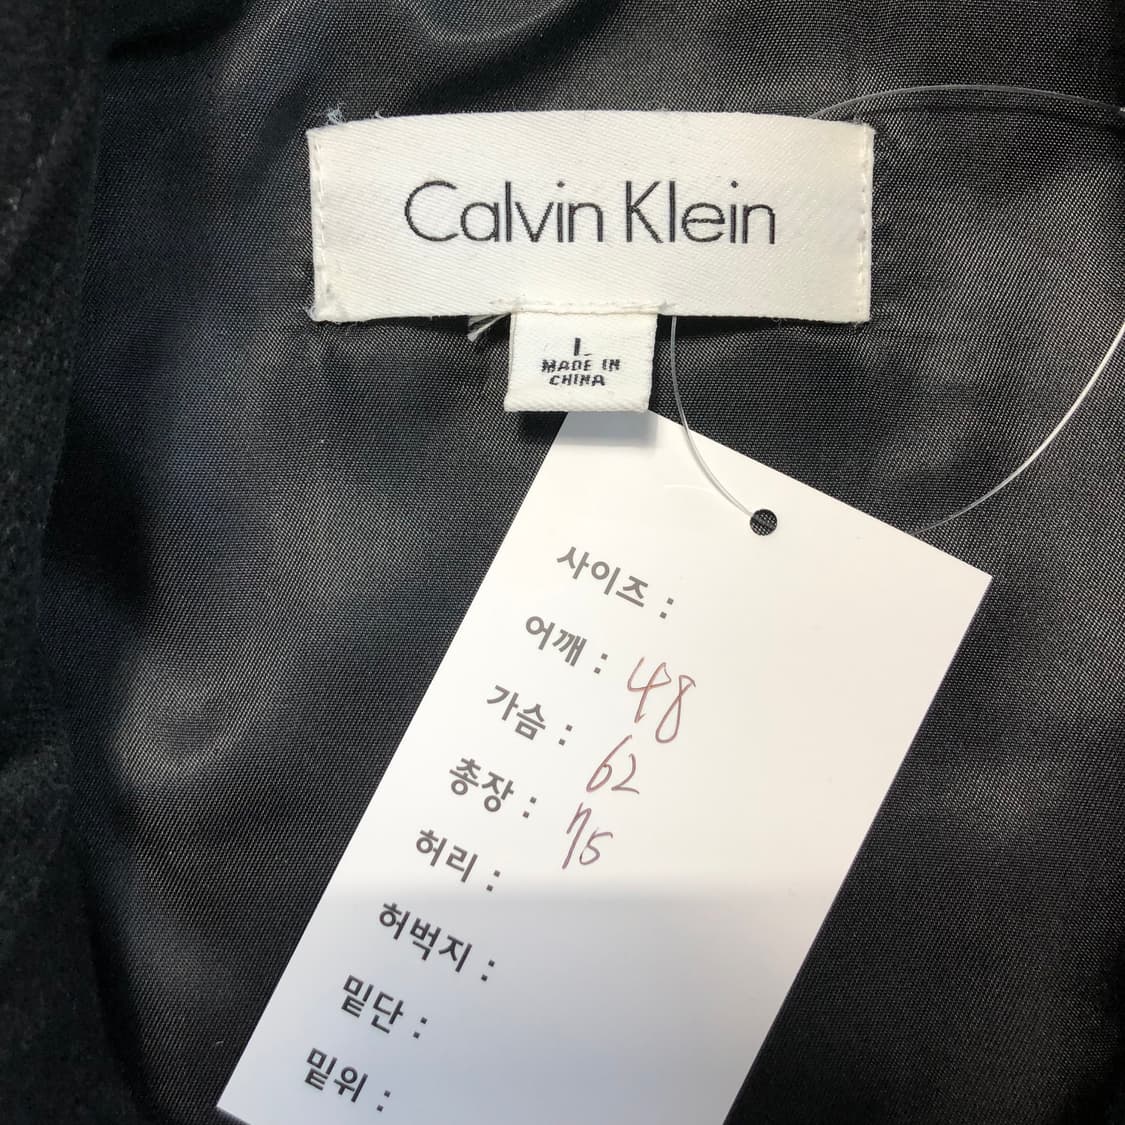 Calvin Klein
L
MADE IN
CHINA
사이즈 :
어깨 : 48
가슴 : 62
총장 : 75
허리 :
허벅지 :
밑단 :
밑위 :